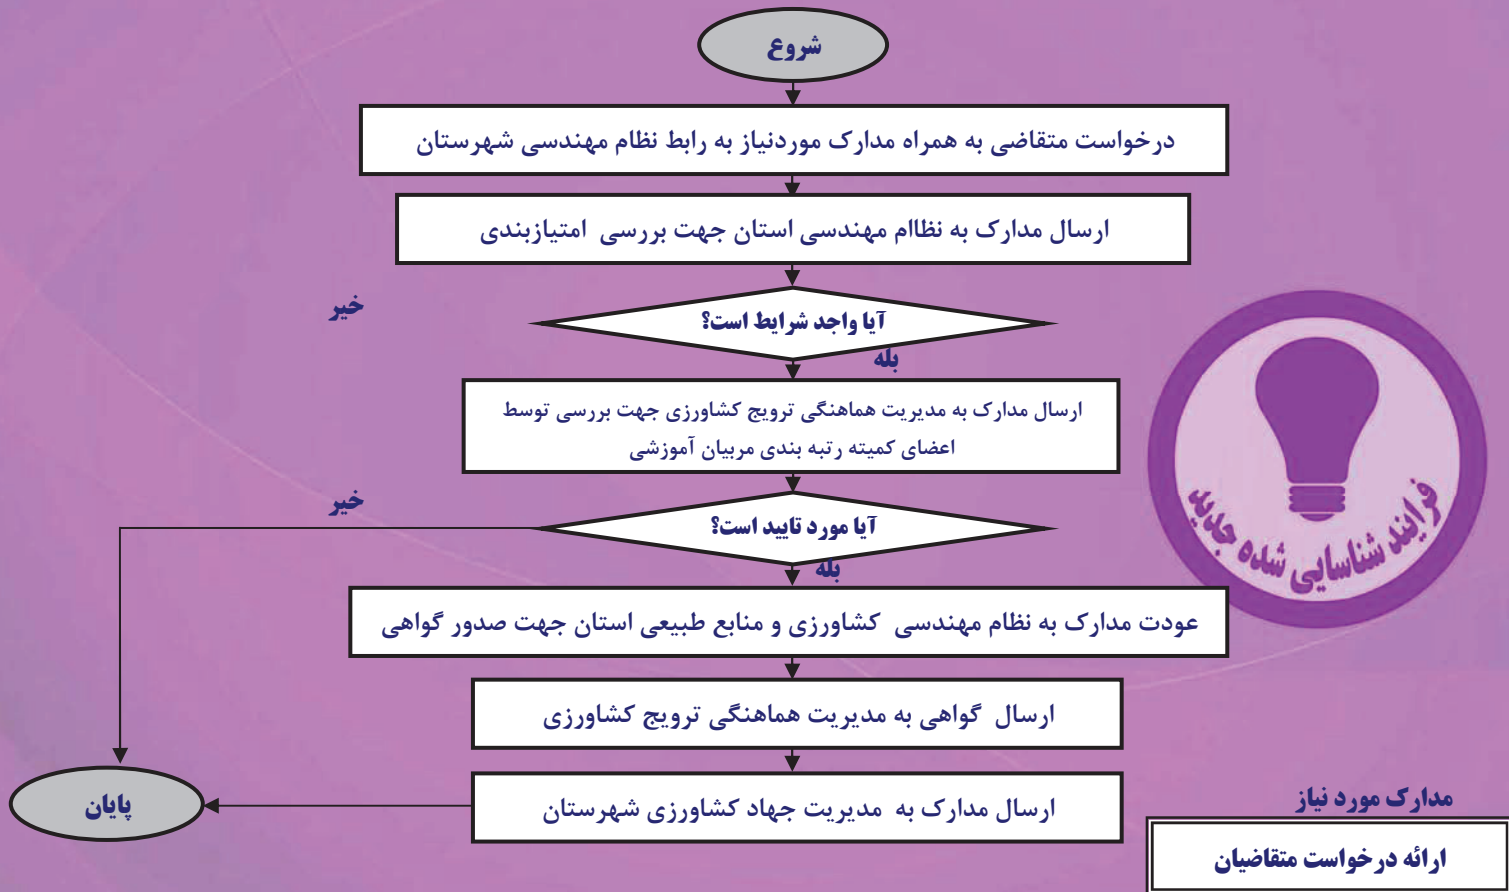 شروع
درخواست متقاضی به همراه مدارک موردنیاز به رابط نظام مهندسی شهرستان
ارسال مدارک به نظاام مهندسی استان جهت بررسی امتیازبندی
خیر
آیا واجد شرایط است؟
بله
ارسال مدارک به مدیریت هماهنگی ترویج کشاورزی جهت بررسی توسط
اعضای کمیته رتبه بندی مربیان آموزشی
خیر
آیا مورد تایید است؟
بله
فرایند شناسایی شده جدید
عودت مدارک به نظام مهندسی کشاورزی و منابع طبیعی استان جهت صدور گواهی
ارسال گواهی به مدیریت هماهنگی ترویج کشاورزی
ارسال مدارک به مدیریت جهاد کشاورزی شهرستان
پایان
مدارک مورد نیاز
ارائه درخواست متقاضیان